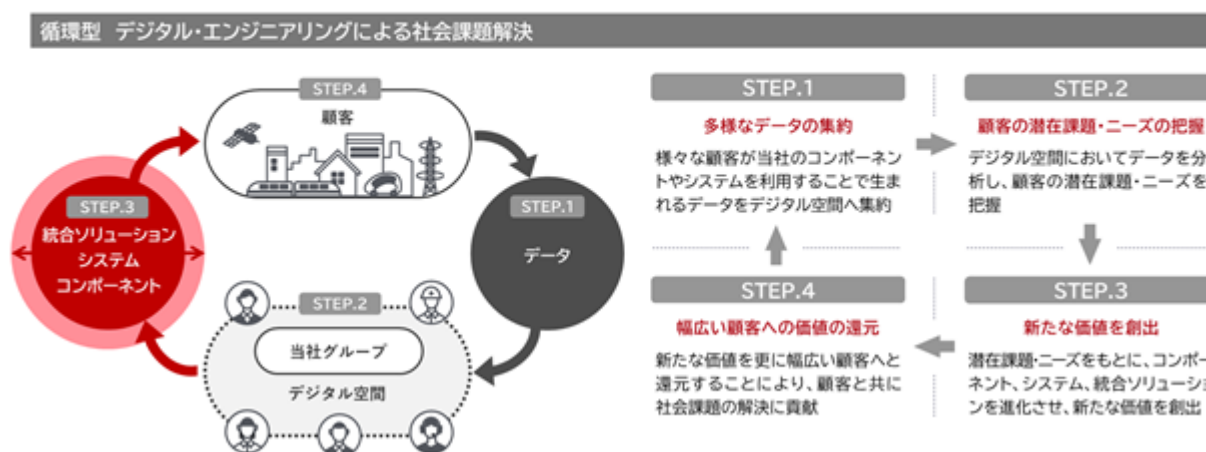 循環型 デジタル・エンジニアリングによる社会課題解決
STEP.4
顧客
STEP.3
統合ソリューション
システム
コンポーネント
STEP.1
データ
STEP.2
当社グループ
デジタル空間
STEP.1
多様なデータの集約
様々な顧客が当社のコンポーネン
トやシステムを利用することで生ま
れるデータをデジタル空間へ集約
STEP.2
顧客の潜在課題・ニーズの把握
デジタル空間においてデータを分
析し、顧客の潜在課題・ニーズを
把握
STEP.4
幅広い顧客への価値の還元
新たな価値を更に幅広い顧客へと
還元することにより、顧客と共に
社会課題の解決に貢献
STEP.3
新たな価値を創出
潜在課題・ニーズをもとに、コンポー
ネント、システム、統合ソリューショ
ンを進化させ、新たな価値を創出